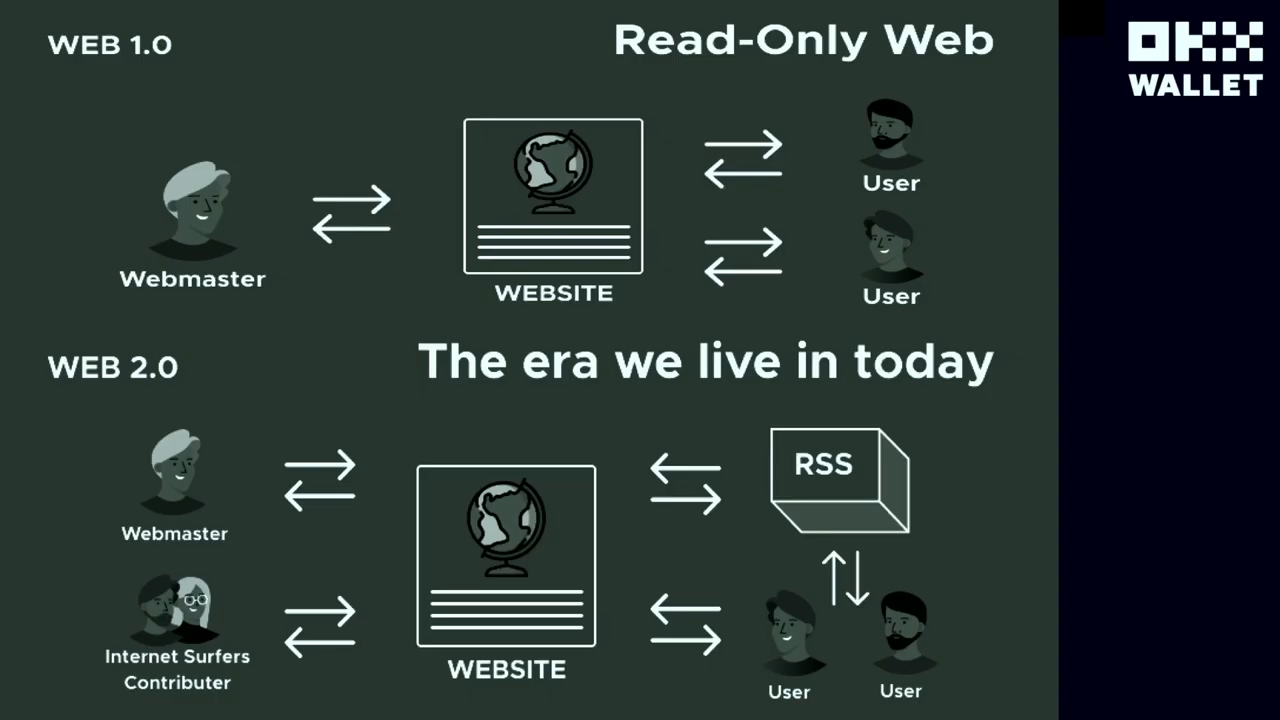 WEB 1.0
Read-Only Web
OKX
WALLET
User
Webmaster
WEBSITE
User
WEB 2.0
The era we live in today
RSS
Webmaster
Internet Surfers
Contributer
WEBSITE
User
User